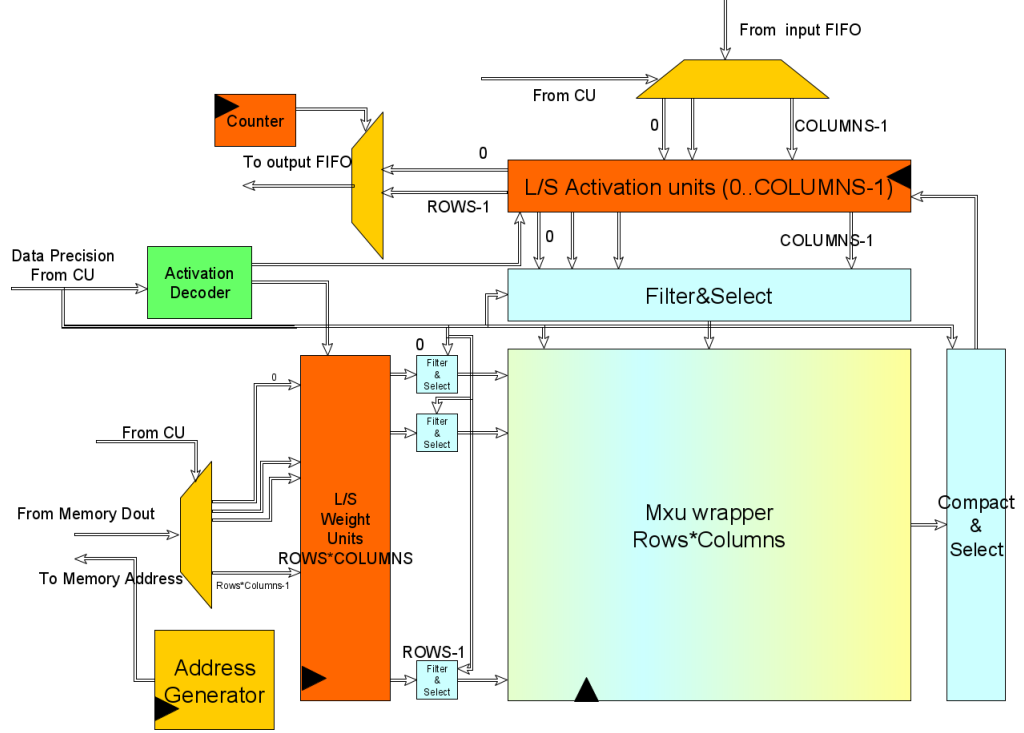 From input FIFO
From CU
Counter
0
COLUMNS-1
To output FIFO
0
L/S Activation units (0..COLUMNS-1)
ROWS-1
0
COLUMNS-1
Data Precision
From CU
Activation
Decoder
Filter&Select
0
Filter
&
Select
0
Filter
&
Select
From CU
L/S
Weight
Units
ROWS*COLUMNS
Mxu wrapper
Rows*Columns
Compact
&
Select
From Memory Dout
To Memory Address
Rows*Columns-1
ROWS-1
Filter
&
Select
Address
Generator